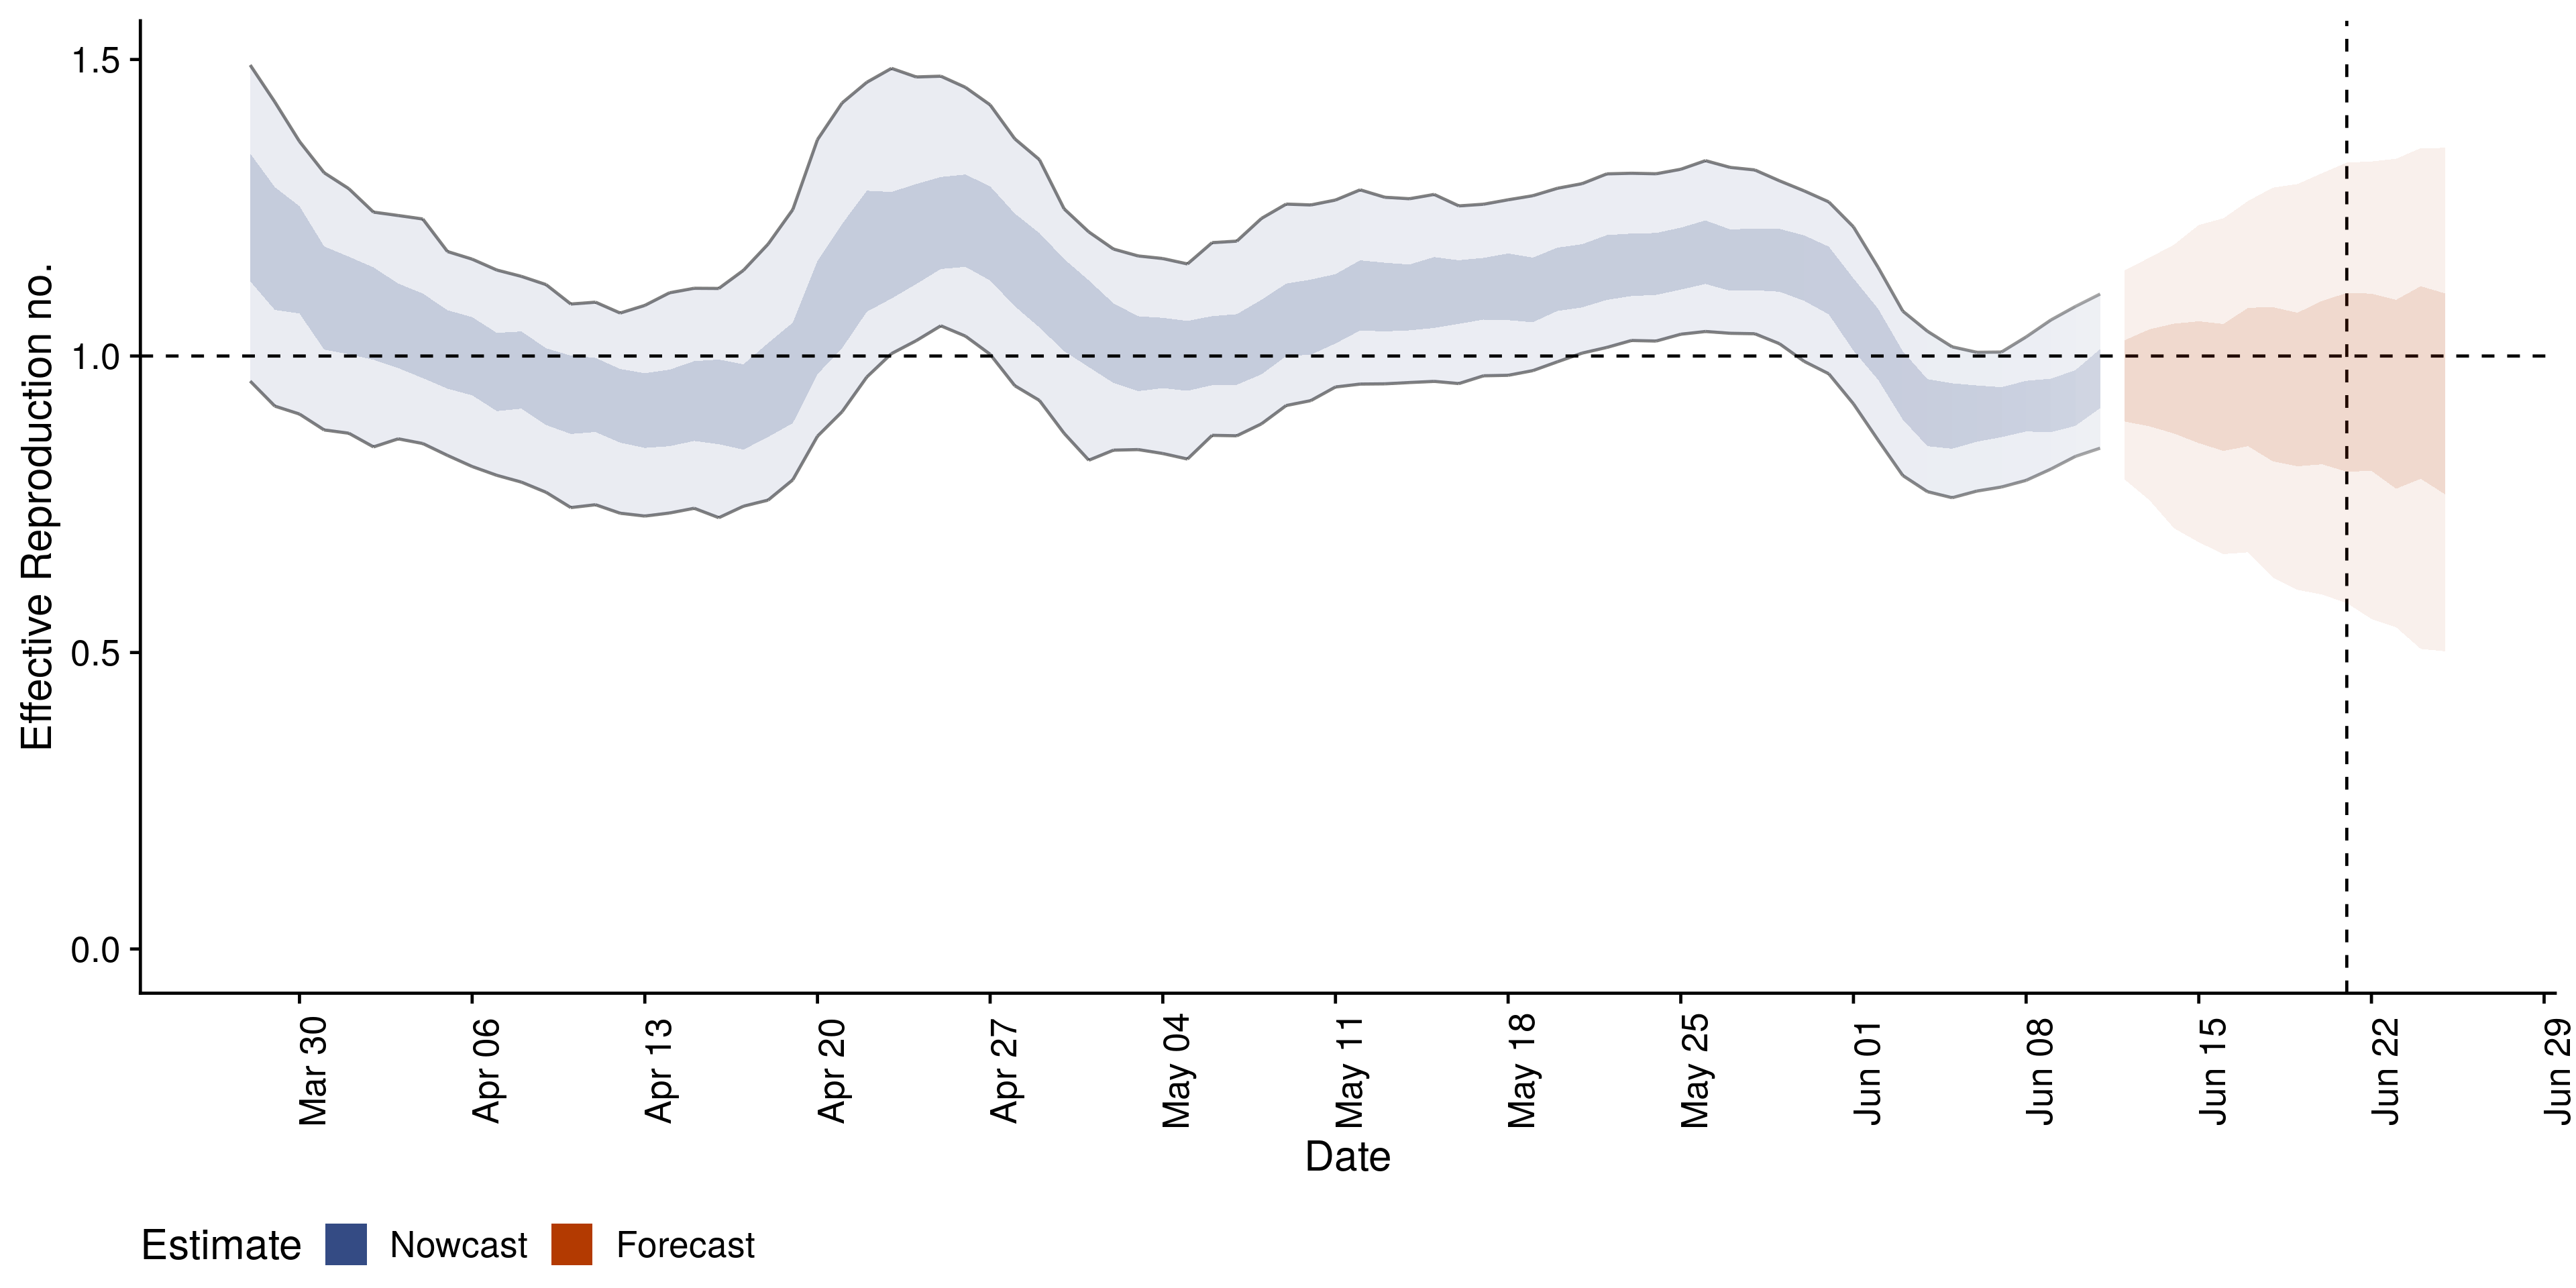 Effective Reproduction no.
1.5
1.0
0.5
0.0
Mar 30
Apr 06
Apr 13
Apr 20
Apr 27
May 04
May 11
May 18
May 25
Jun 01
Jun 08
Jun 15
Jun 22
Jun 29
Date
Estimate Nowcast Forecast